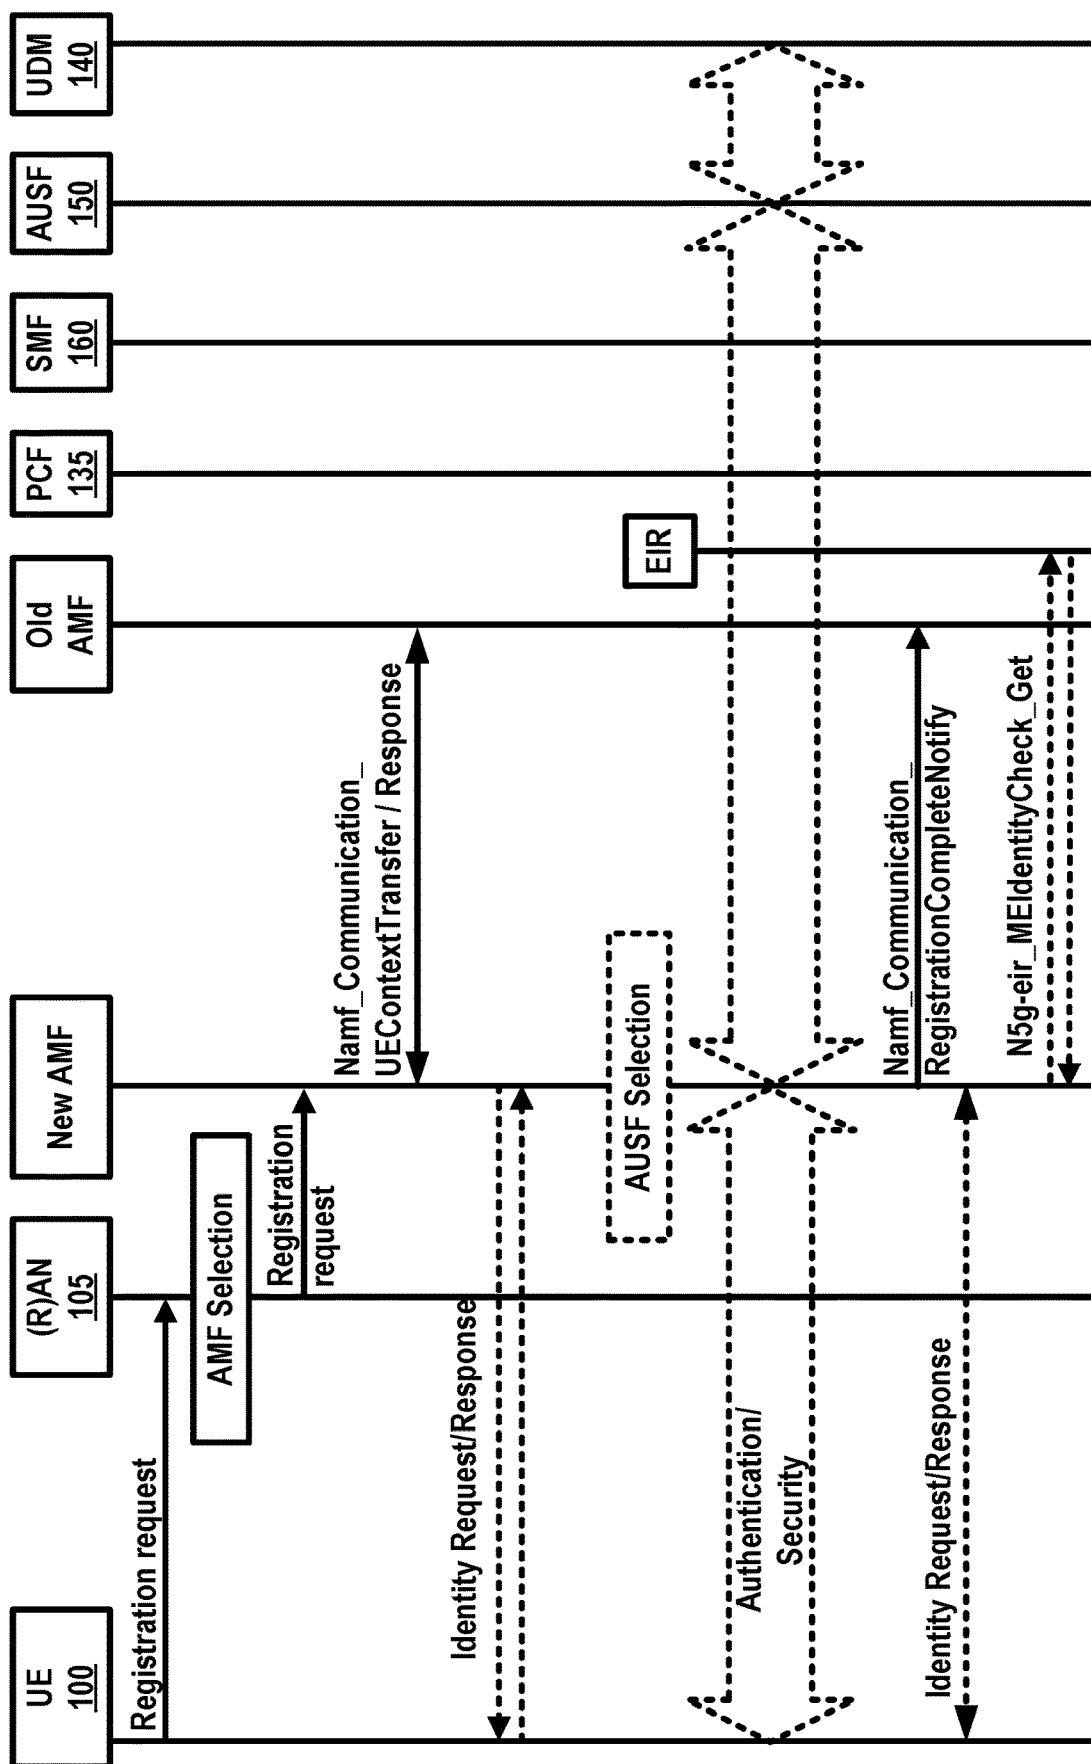 UE
100
(R)AN
105
New AMF
Old
AMF
PCF
135
SMF
160
AUSF
150
UDM
140
Registration request
AMF Selection
Registration
request
Namf_Communication_
UEContextTransfer / Response
Identity Request/Response
AUSF Selection
EIR
Authentication/
Security
Namf_Communication_
RegistrationCompleteNotify
Identity Request/Response
N5g-eir_MEIdentityCheck_Get